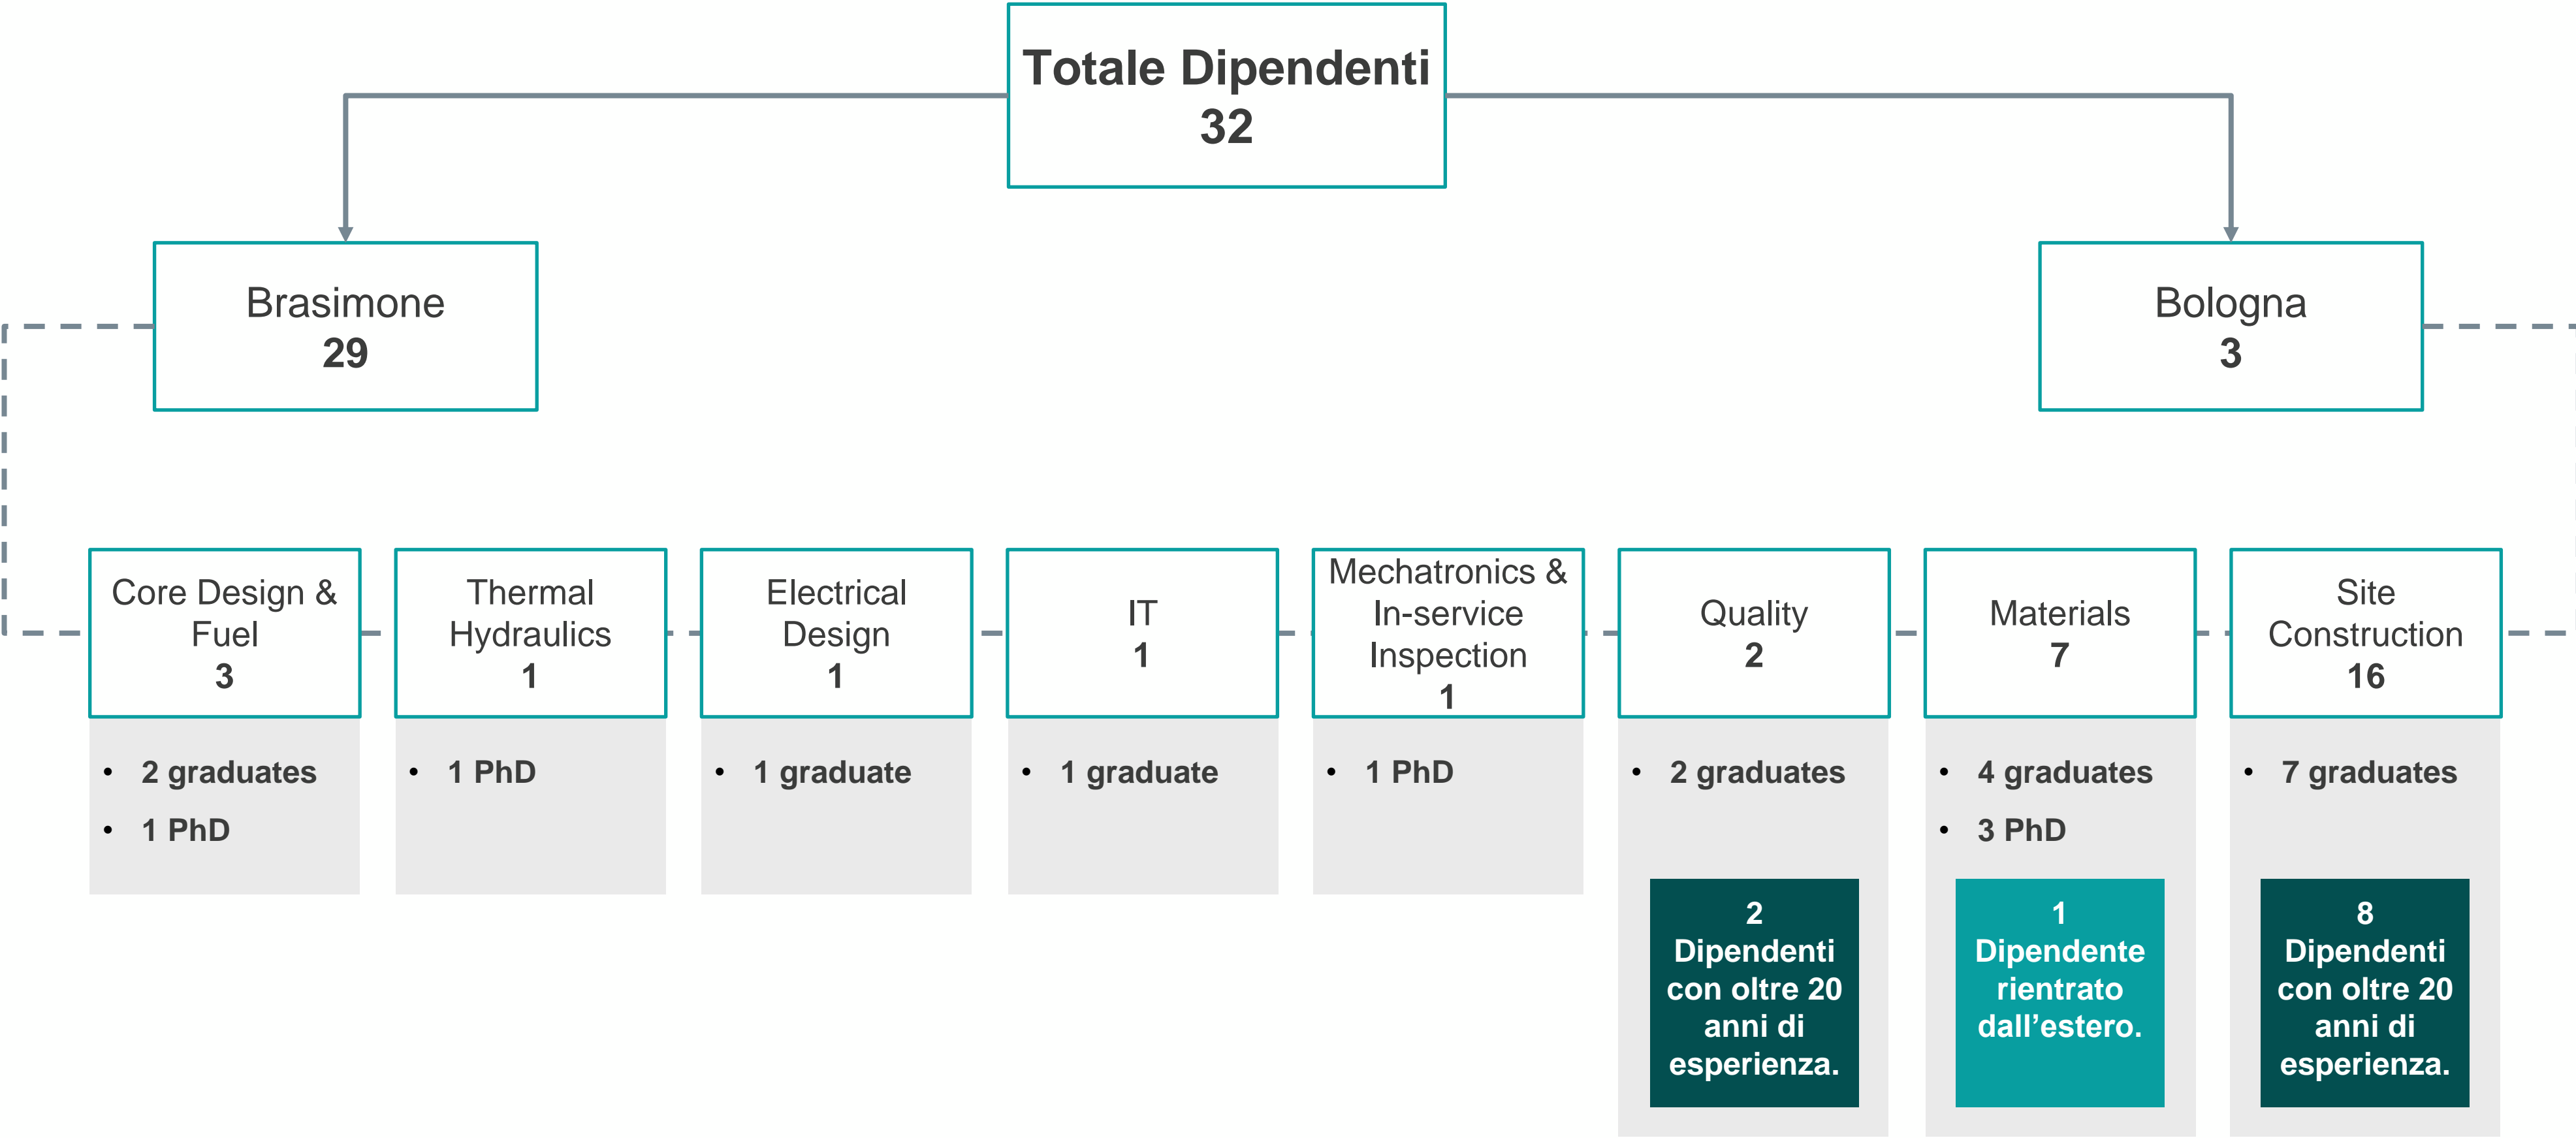 Totale Dipendenti
32
Brasimone
29
Bologna
3
Core Design &
Fuel
3
Thermal
Hydraulics
1
Electrical
Design
1
IT
1
Mechatronics &
In-service
Inspection
1
Quality
2
Materials
7
Site
Construction
16
• 2 graduates
• 1 PhD
• 1 PhD
• 1 graduate
• 1 graduate
• 1 PhD
• 2 graduates
• 4 graduates
• 3 PhD
• 7 graduates
2
Dipendenti
con oltre 20
anni di
esperienza.
1
Dipendente
rientrato
dall’estero.
8
Dipendenti
con oltre 20
anni di
esperienza.